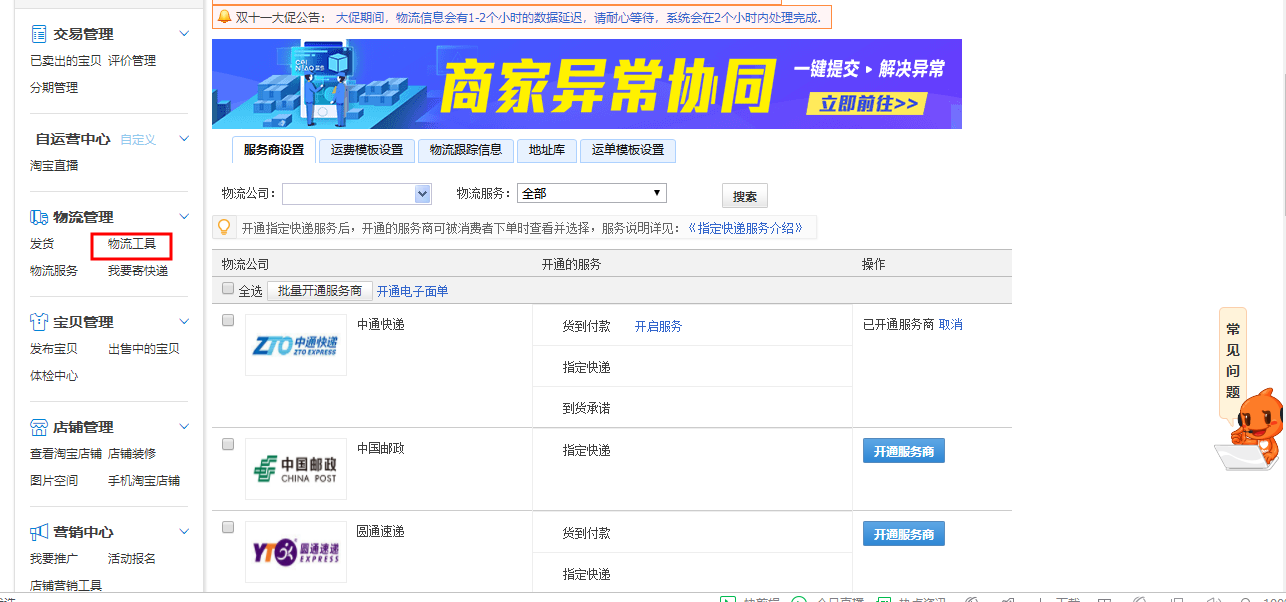 交易管理
已卖出的宝贝 评价管理
分期管理
自运营中心 自定义
淘宝直播
物流管理
发货 物流工具
物流服务 我要寄快递
宝贝管理
发布宝贝 出售中的宝贝
体检中心
店铺管理
查看淘宝店铺 店铺装修
图片空间 手机淘宝店铺
营销中心
我要推广 活动报名
店铺营销工具
双十一大促公告： 大促期间，物流信息会有1-2个小时的数据延迟，请耐心等待，系统会在2个小时内处理完成.
商家异常协同
一键提交 ▸ 解决异常
立即前往>>
服务商设置 运费模板设置 物流跟踪信息 地址库 运单模板设置
物流公司： 物流服务： 全部 搜索
开通指定快递服务后，开通的服务商可被消费者下单时查看并选择，服务说明详见：《指定快递服务介绍》
物流公司 开通的服务 操作
全选 批量开通服务商 开通电子面单
ZTO 中通快递
ZTO EXPRESS
中通快递
货到付款 开启服务
已开通服务商 取消
指定快递
到货承诺
中国邮政
CHINA POST
中国邮政
指定快递
开通服务商
YTO 圆通速递
EXPRESS
圆通速递
货到付款
开通服务商
指定快递
常见问题